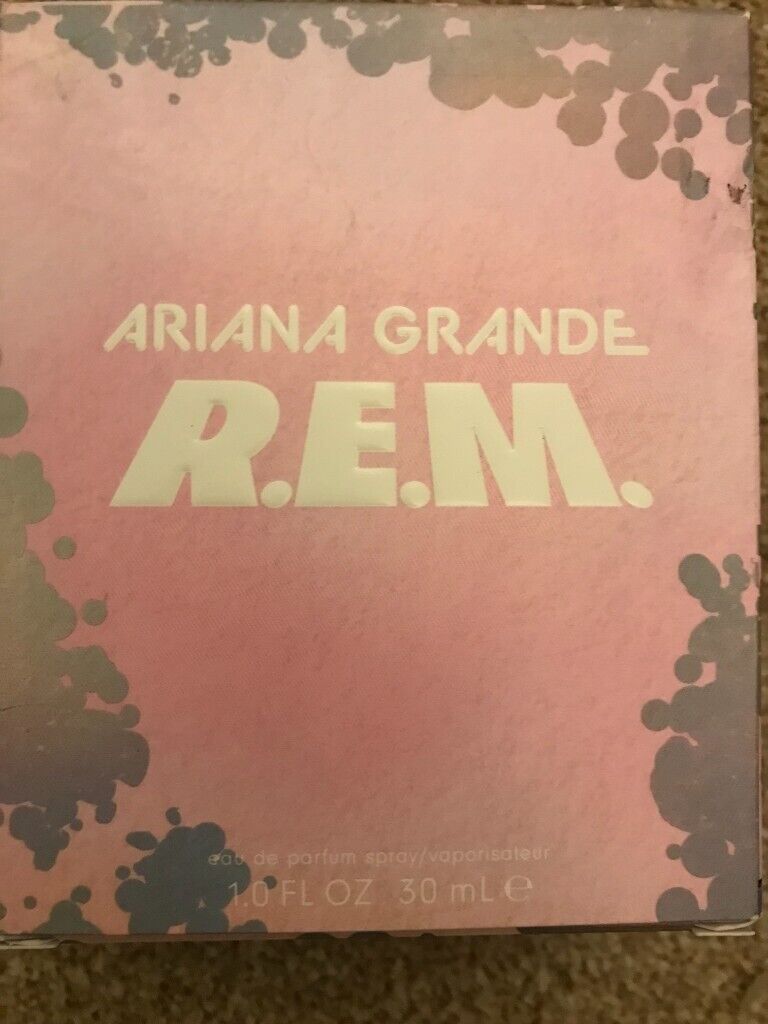 ARIANA GRANDE
R.E.M.
eau de parfum spray/vaporisateur
1.0 FL OZ 30 mL ℮